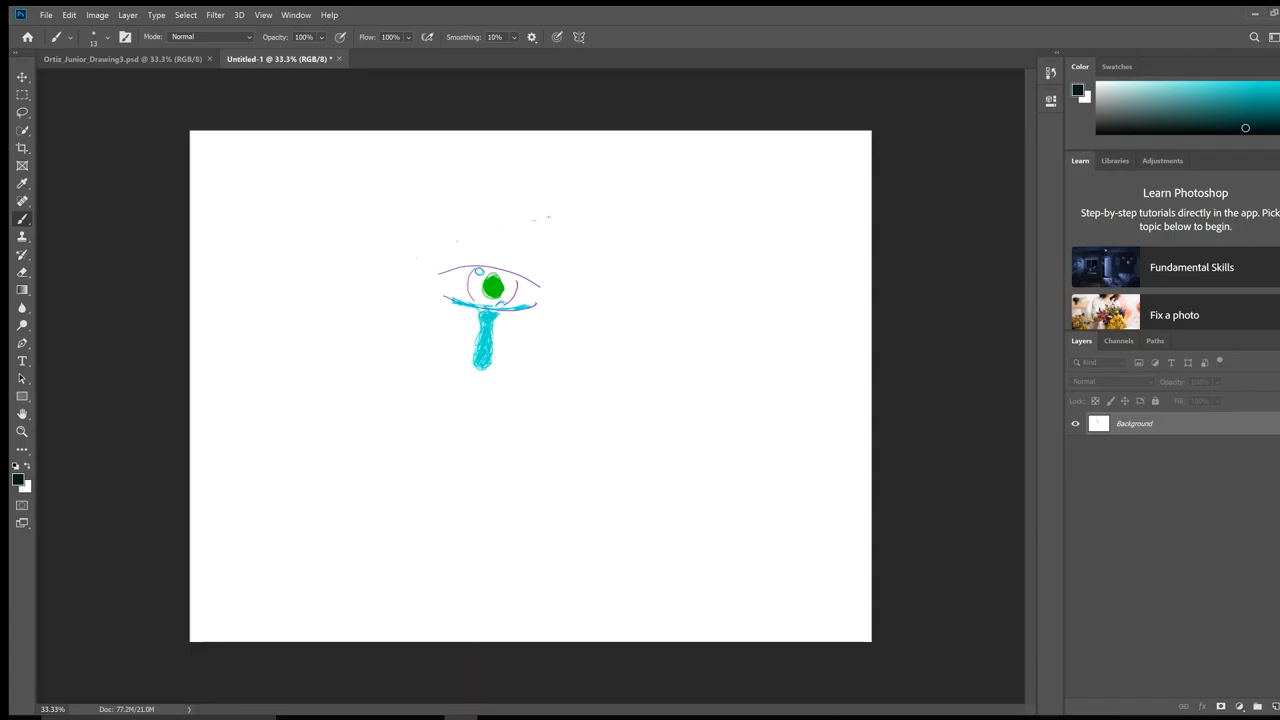 Ps File Edit Image Layer Type Select Filter 3D View Window Help
13 Mode: Normal Opacity: 100% Flow: 100% Smoothing: 10%
Ortiz_Junior_Drawing3.psd @ 33.3% (RGB/8) × Untitled-1 @ 33.3% (RGB/8) * ×
Color Swatches
Learn Libraries Adjustments
Learn Photoshop
Step-by-step tutorials directly in the app. Pick
topic below to begin.
Fundamental Skills
Fix a photo
Layers Channels Paths
Kind
Normal Opacity: 100%
Lock: Fill: 100%
Background
33.33% Doc: 77.2M/21.0M